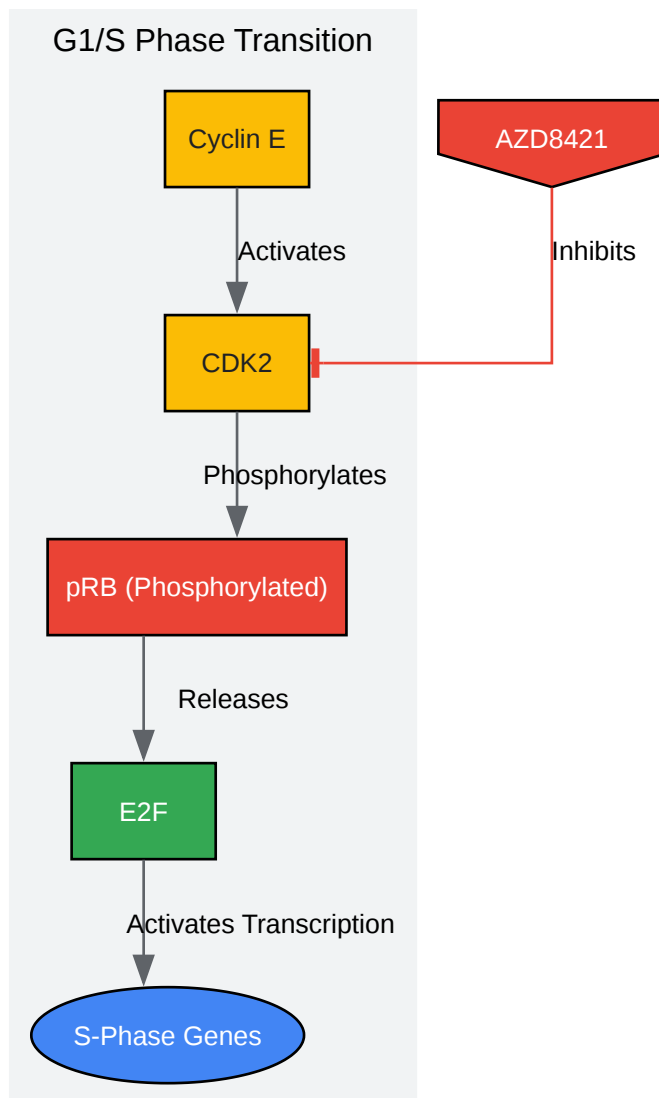 G1/S Phase Transition
Cyclin E
AZD8421
Activates
Inhibits
CDK2
Phosphorylates
pRB (Phosphorylated)
Releases
E2F
Activates Transcription
S-Phase Genes